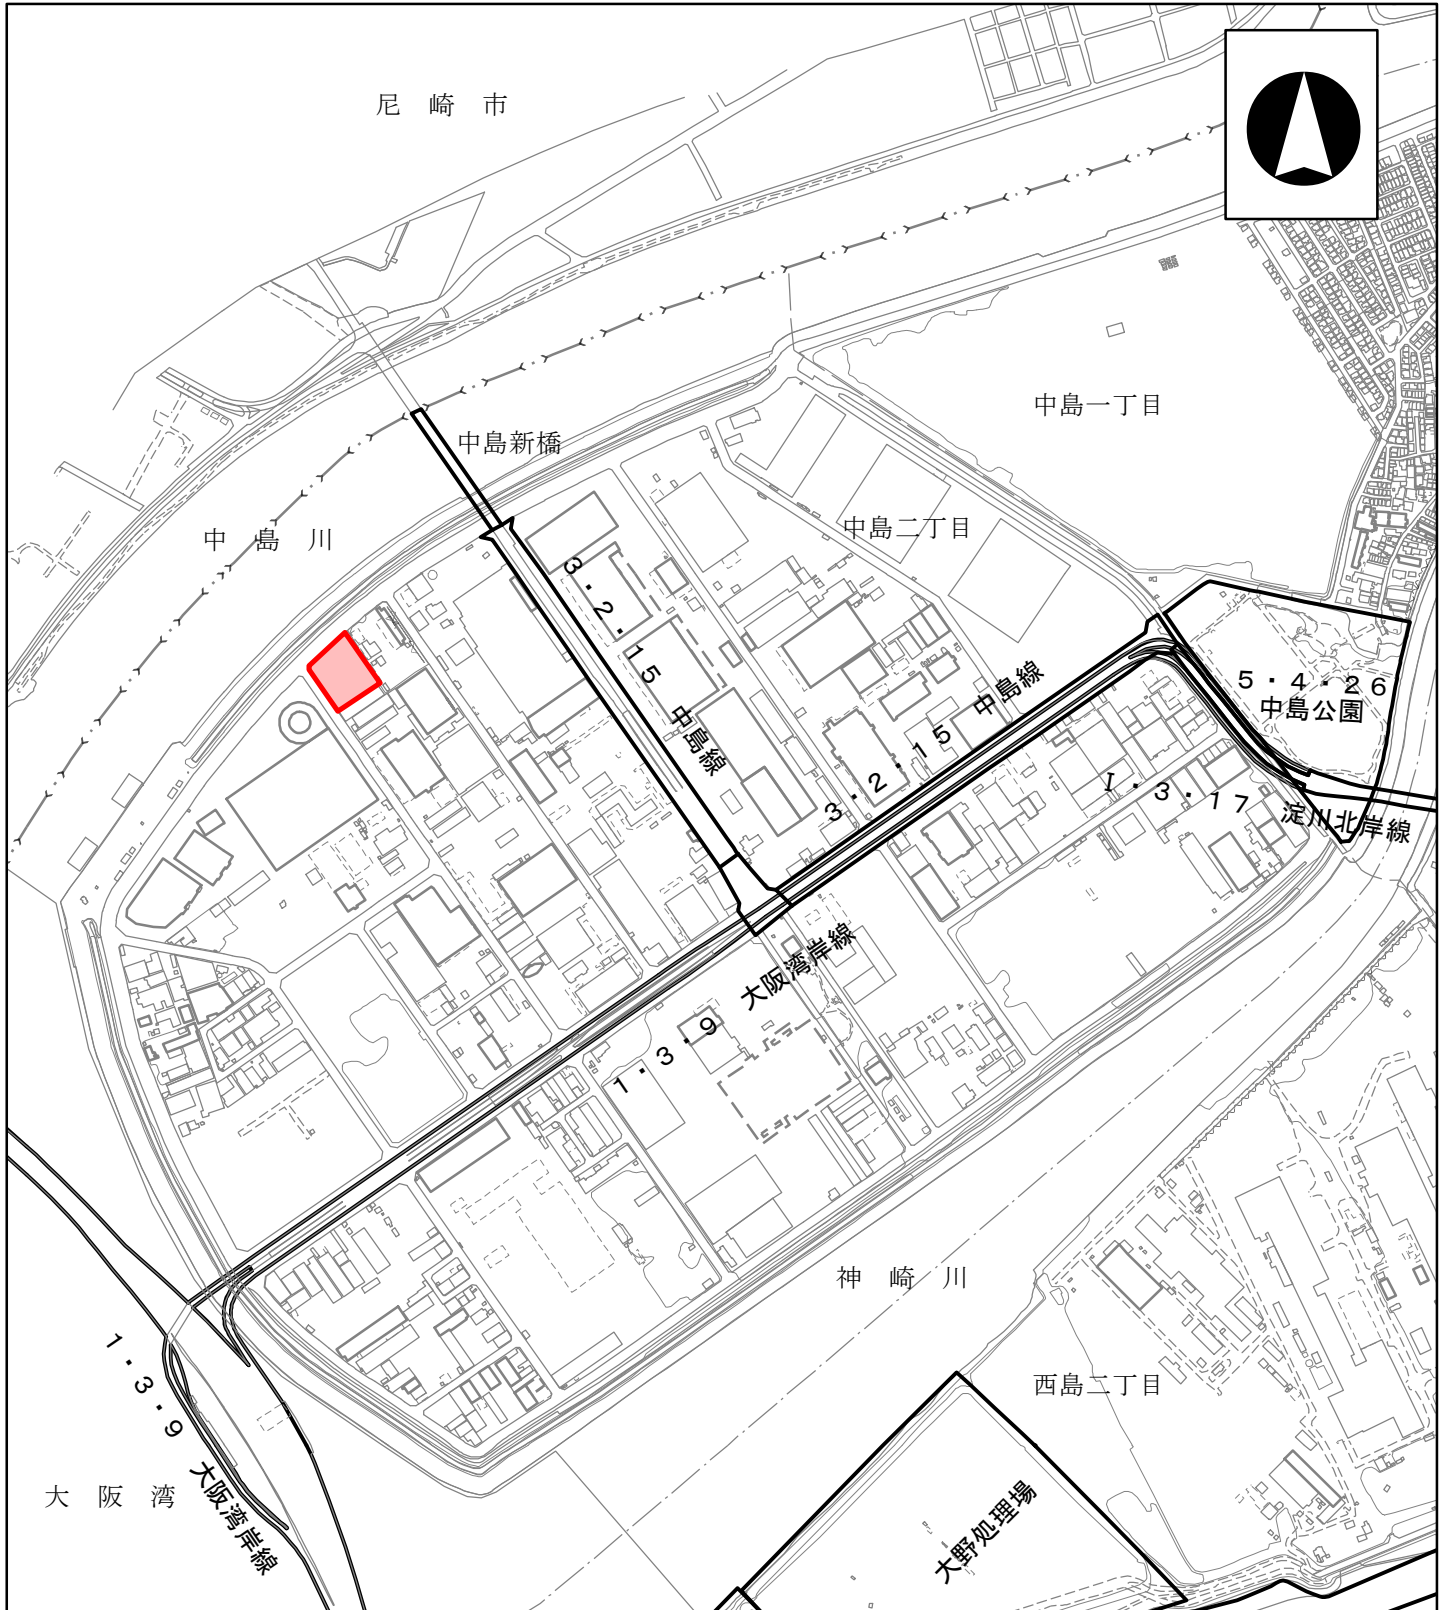 尼崎市
中島一丁目
中島新橋
中島二丁目
中島川
3・2・15 中島線
5・4・26
中島公園
3・2・15 中島線
1・3・17 淀川北岸線
1・3・9 大阪湾岸線
神崎川
1・3・9 大阪湾岸線
西島二丁目
大阪湾
大野処理場